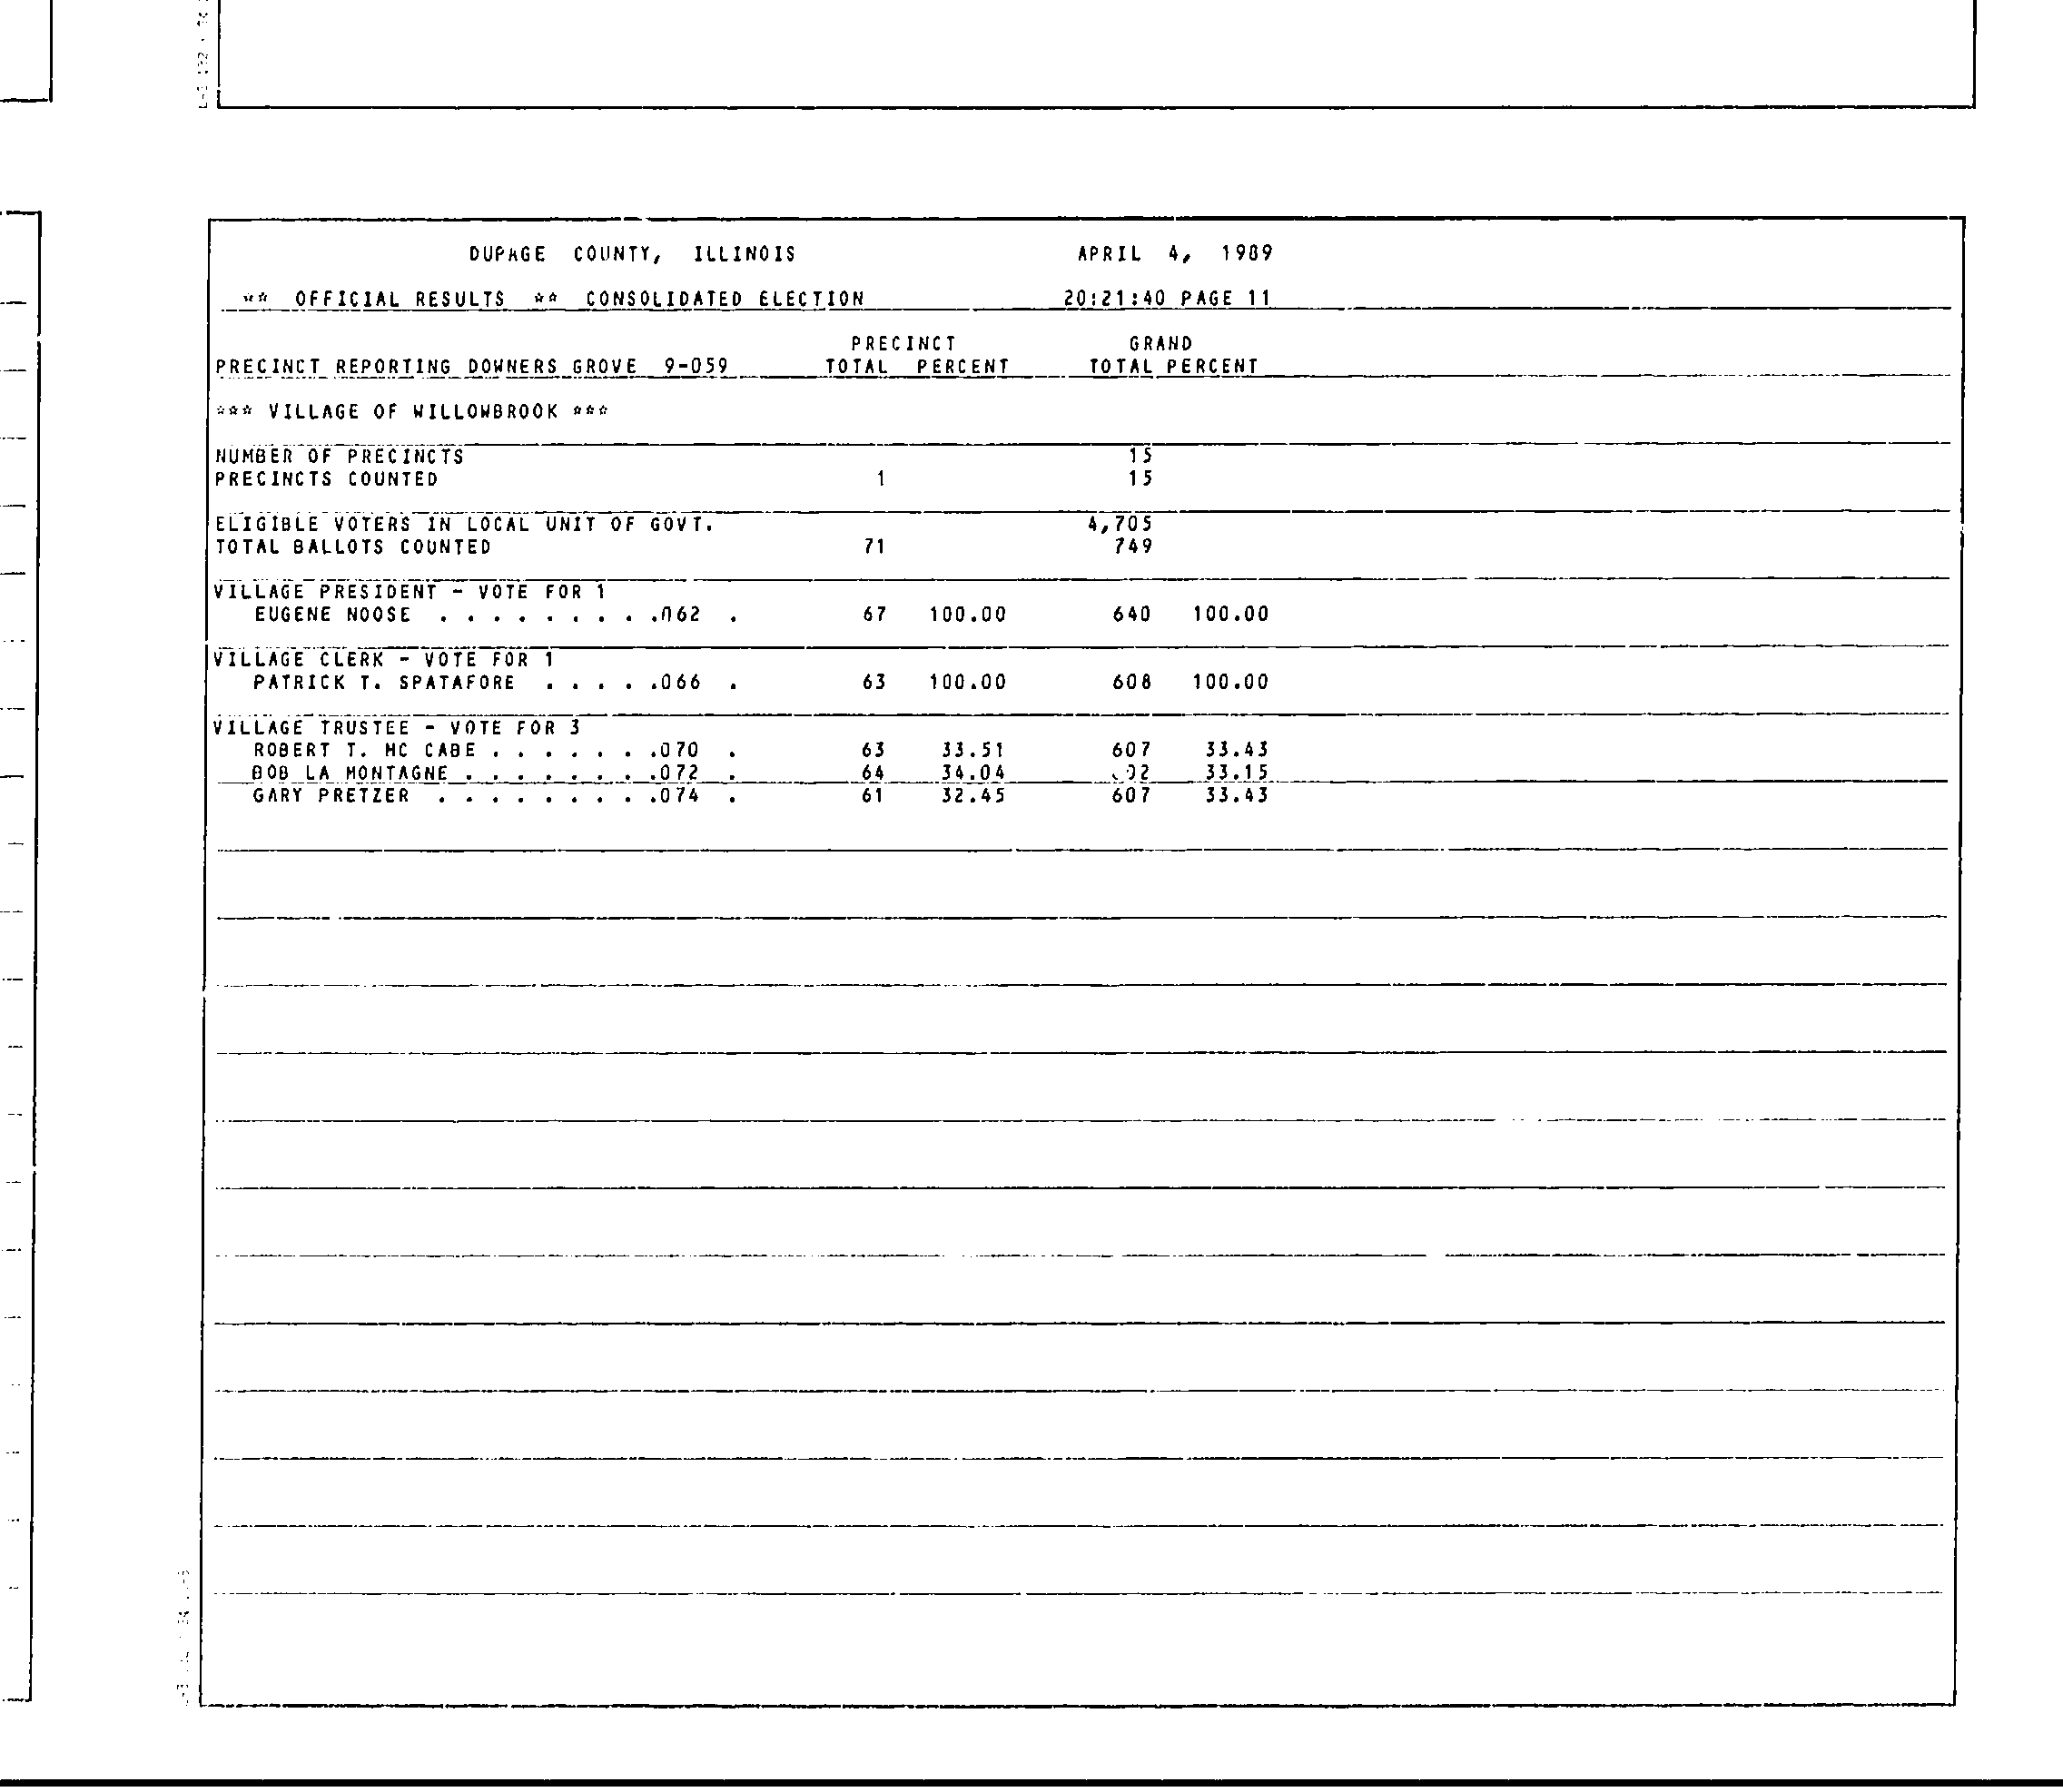 DUPAGE COUNTY, ILLINOIS APRIL 4, 1989
** OFFICIAL RESULTS ** CONSOLIDATED ELECTION 20:21:40 PAGE 11
PRECINCT GRAND
PRECINCT REPORTING DOWNERS GROVE 9-059 TOTAL PERCENT TOTAL PERCENT
*** VILLAGE OF WILLOWBROOK ***
NUMBER OF PRECINCTS 15
PRECINCTS COUNTED 1 15
ELIGIBLE VOTERS IN LOCAL UNIT OF GOVT. 4,705
TOTAL BALLOTS COUNTED 71 749
VILLAGE PRESIDENT - VOTE FOR 1
EUGENE NOOSE . . . . . . . . .062 . 67 100.00 640 100.00
VILLAGE CLERK - VOTE FOR 1
PATRICK T. SPATAFORE . . . . .066 . 63 100.00 608 100.00
VILLAGE TRUSTEE - VOTE FOR 3
ROBERT T. MC CABE . . . . . . .070 . 63 33.51 607 33.43
BOB LA MONTAGNE . . . . . . . .072 . 64 34.04 33.15
GARY PRETZER . . . . . . . . .074 . 61 32.45 607 33.43